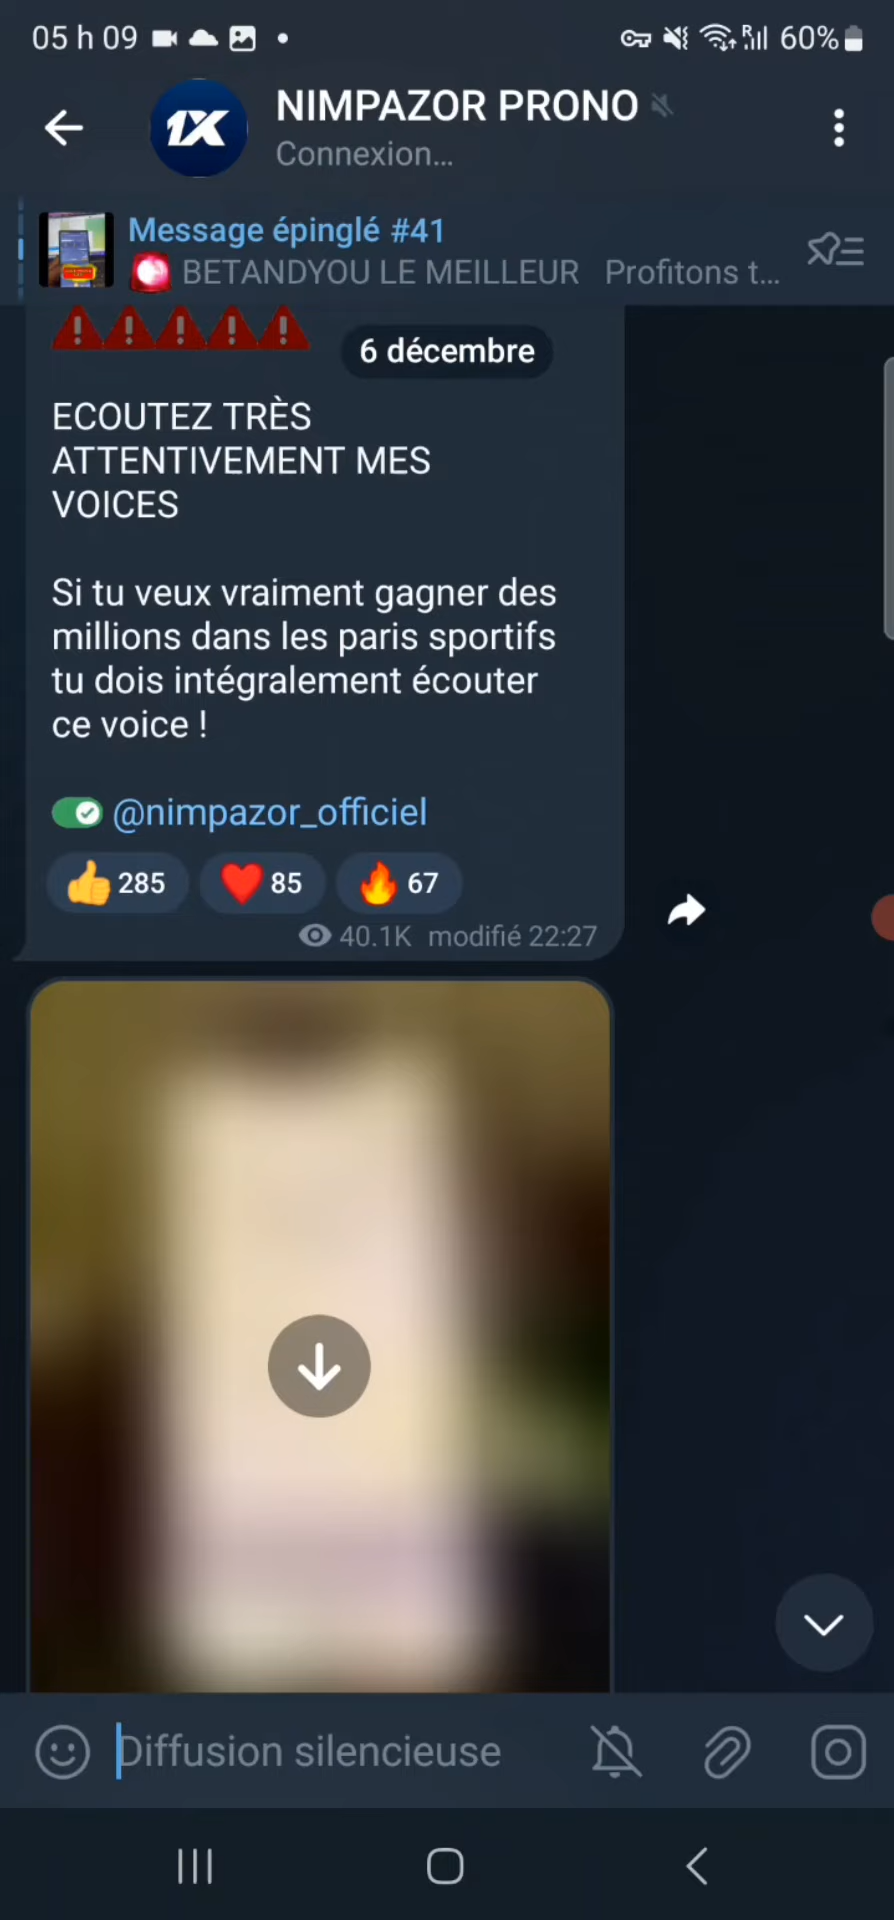 05 h 09
60%
1X
NIMPAZOR PRONO
Connexion...
Message épinglé #41
BETANDYOU LE MEILLEUR Profitons t...
6 décembre
ECOUTEZ TRÈS
ATTENTIVEMENT MES
VOICES
Si tu veux vraiment gagner des
millions dans les paris sportifs
tu dois intégralement écouter
ce voice !
@nimpazor_officiel
285 85 67
40.1K modifié 22:27
Diffusion silencieuse